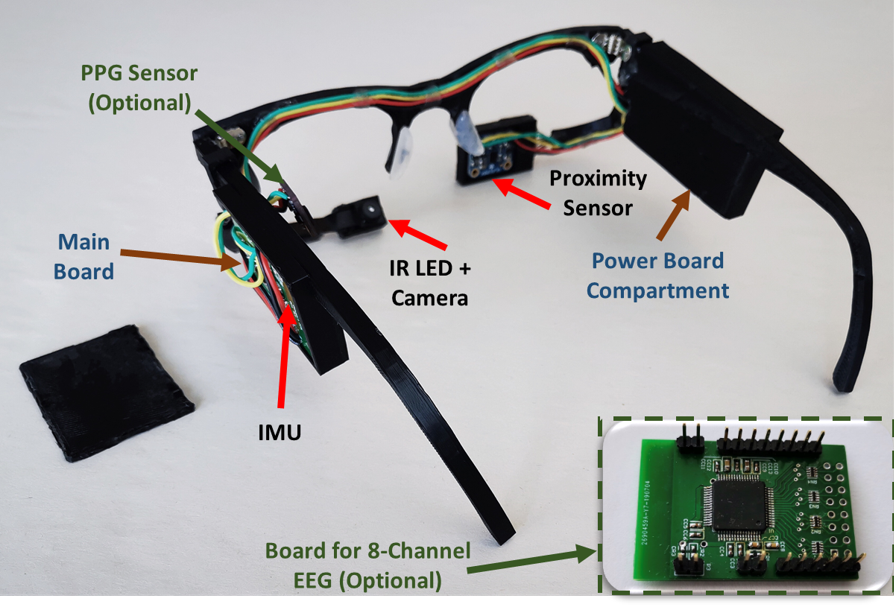 PPG Sensor
(Optional)
Proximity
Sensor
Main
Board
IR LED +
Camera
Power Board
Compartment
IMU
Board for 8-Channel
EEG (Optional)